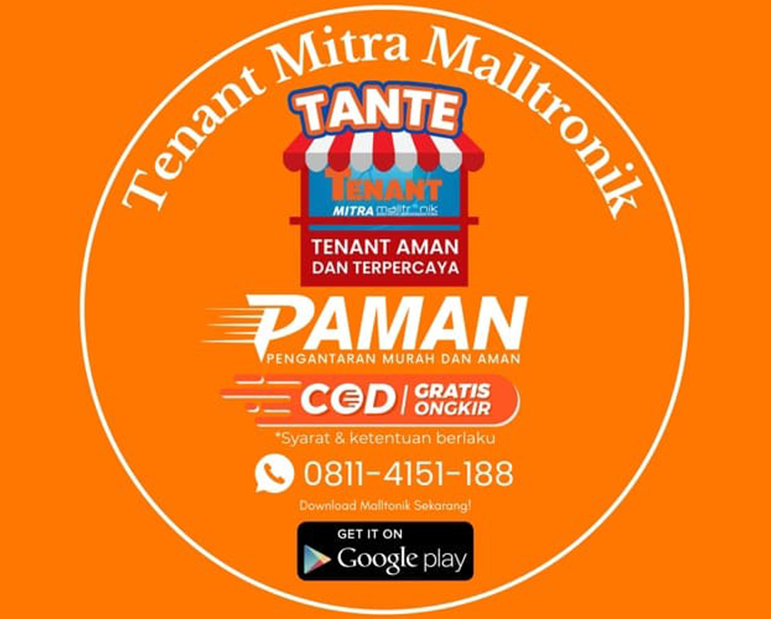 Tenant Mitra Malltronik
TANTE
TENANT
MITRA malltronik
TENANT AMAN
DAN TERPERCAYA
PAMAN
PENGANTARAN MURAH DAN AMAN
COD | GRATIS
ONGKIR
*Syarat & ketentuan berlaku
0811-4151-188
Download Malltonik Sekarang!
GET IT ON
Google play